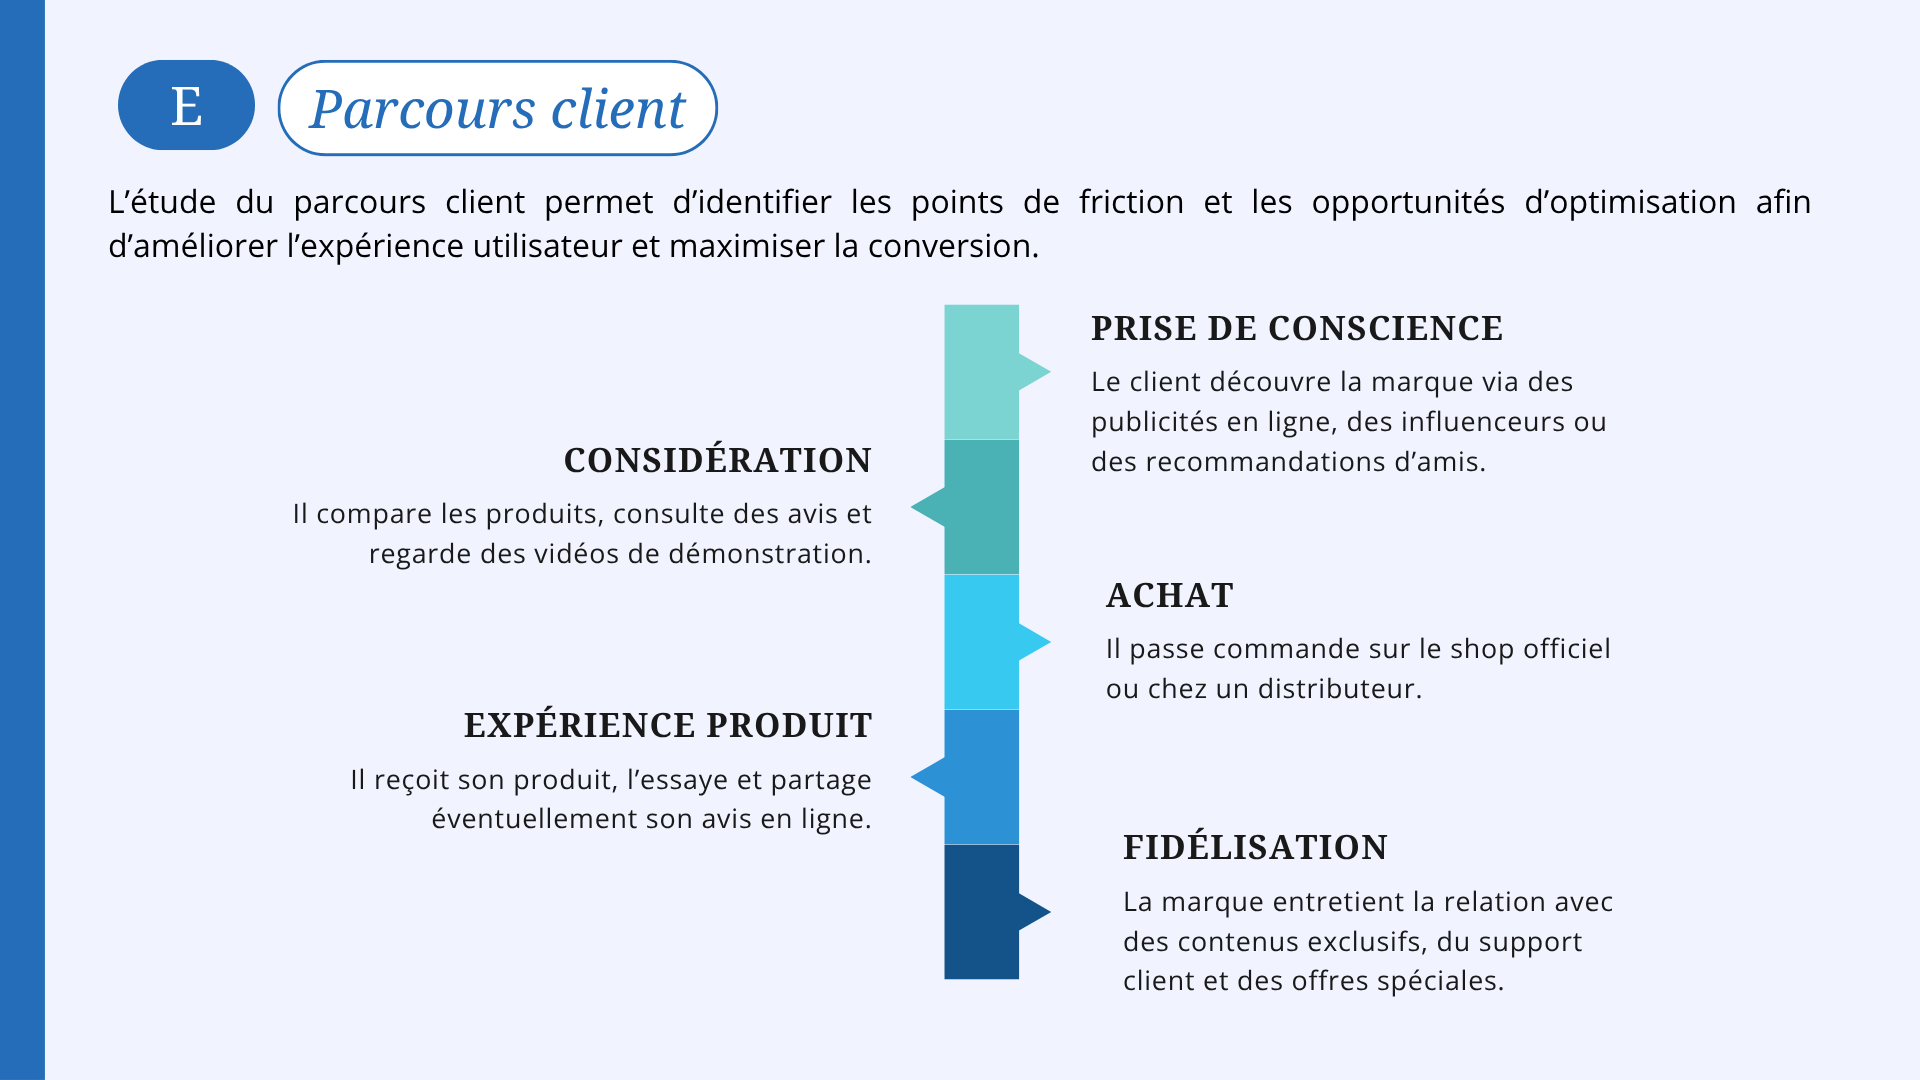 E
Parcours client
L’étude du parcours client permet d’identifier les points de friction et les opportunités d’optimisation afin
d’améliorer l’expérience utilisateur et maximiser la conversion.
PRISE DE CONSCIENCE
Le client découvre la marque via des
publicités en ligne, des influenceurs ou
des recommandations d’amis.
CONSIDÉRATION
Il compare les produits, consulte des avis et
regarde des vidéos de démonstration.
ACHAT
Il passe commande sur le shop officiel
ou chez un distributeur.
EXPÉRIENCE PRODUIT
Il reçoit son produit, l’essaye et partage
éventuellement son avis en ligne.
FIDÉLISATION
La marque entretient la relation avec
des contenus exclusifs, du support
client et des offres spéciales.